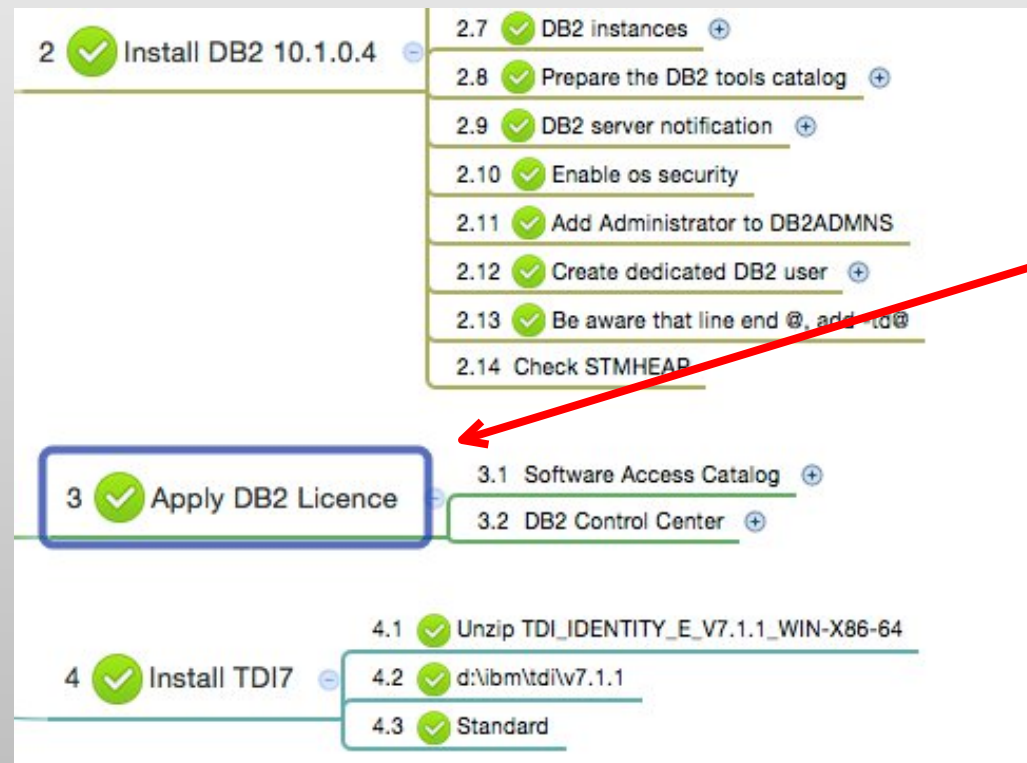 2 Install DB2 10.1.0.4
2.7 DB2 instances
2.8 Prepare the DB2 tools catalog
2.9 DB2 server notification
2.10 Enable os security
2.11 Add Administrator to DB2ADMNS
2.12 Create dedicated DB2 user
2.13 Be aware that line end @, add -td@
2.14 Check STMHEAP
3 Apply DB2 Licence
3.1 Software Access Catalog
3.2 DB2 Control Center
4 Install TDI7
4.1 Unzip TDI_IDENTITY_E_V7.1.1_WIN-X86-64
4.2 d:\ibm\tdi\v7.1.1
4.3 Standard